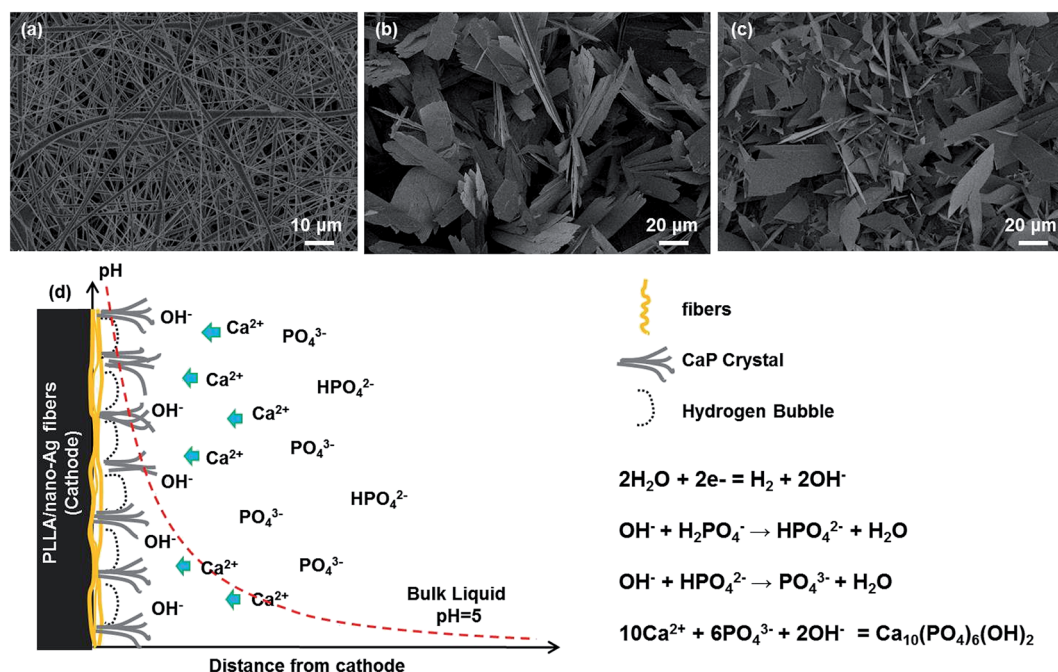 (a)
10 µm
(b)
20 µm
(c)
20 µm
(d)
pH
PLLA/nano-Ag fibers
(Cathode)
OH⁻
Ca²⁺
PO₄³⁻
Ca²⁺
HPO₄²⁻
OH⁻
Ca²⁺
PO₄³⁻
Ca²⁺
OH⁻
HPO₄²⁻
PO₄³⁻
OH⁻
PO₄³⁻
Ca²⁺
Ca²⁺
OH⁻
Bulk Liquid
pH=5
Distance from cathode
fibers
CaP Crystal
Hydrogen Bubble
2H₂O + 2e- = H₂ + 2OH⁻
OH⁻ + H₂PO₄⁻ → HPO₄²⁻ + H₂O
OH⁻ + HPO₄²⁻ → PO₄³⁻ + H₂O
10Ca²⁺ + 6PO₄³⁻ + 2OH⁻ = Ca₁₀(PO₄)₆(OH)₂